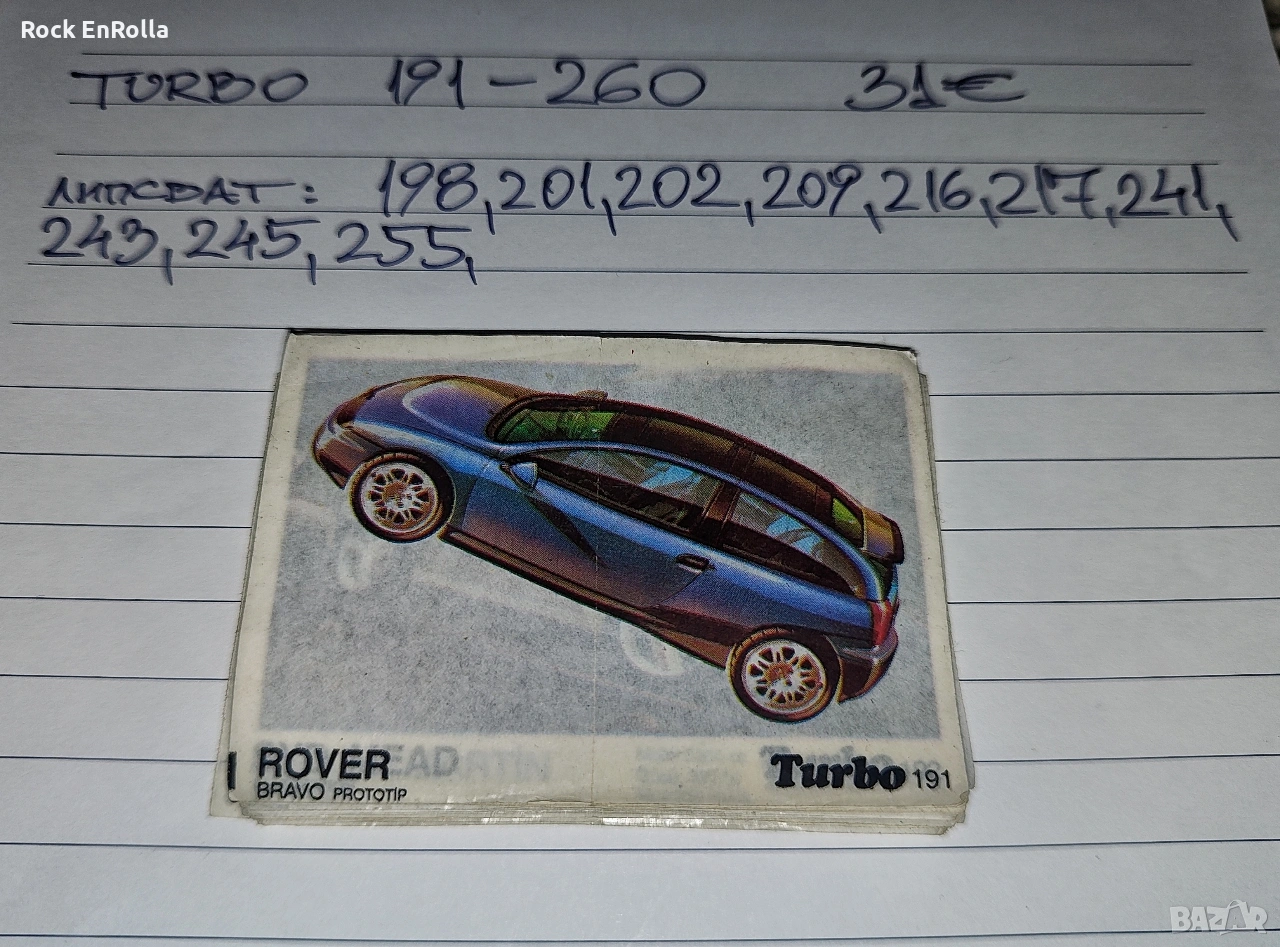 Rock EnRolla
TURBO 191-260 31€
ЛИПСВАТ: 198, 201, 202, 209, 216, 217, 241,
243, 245, 255,
ROVER
BRAVO PROTOTIP
Turbo 191
BAZAR